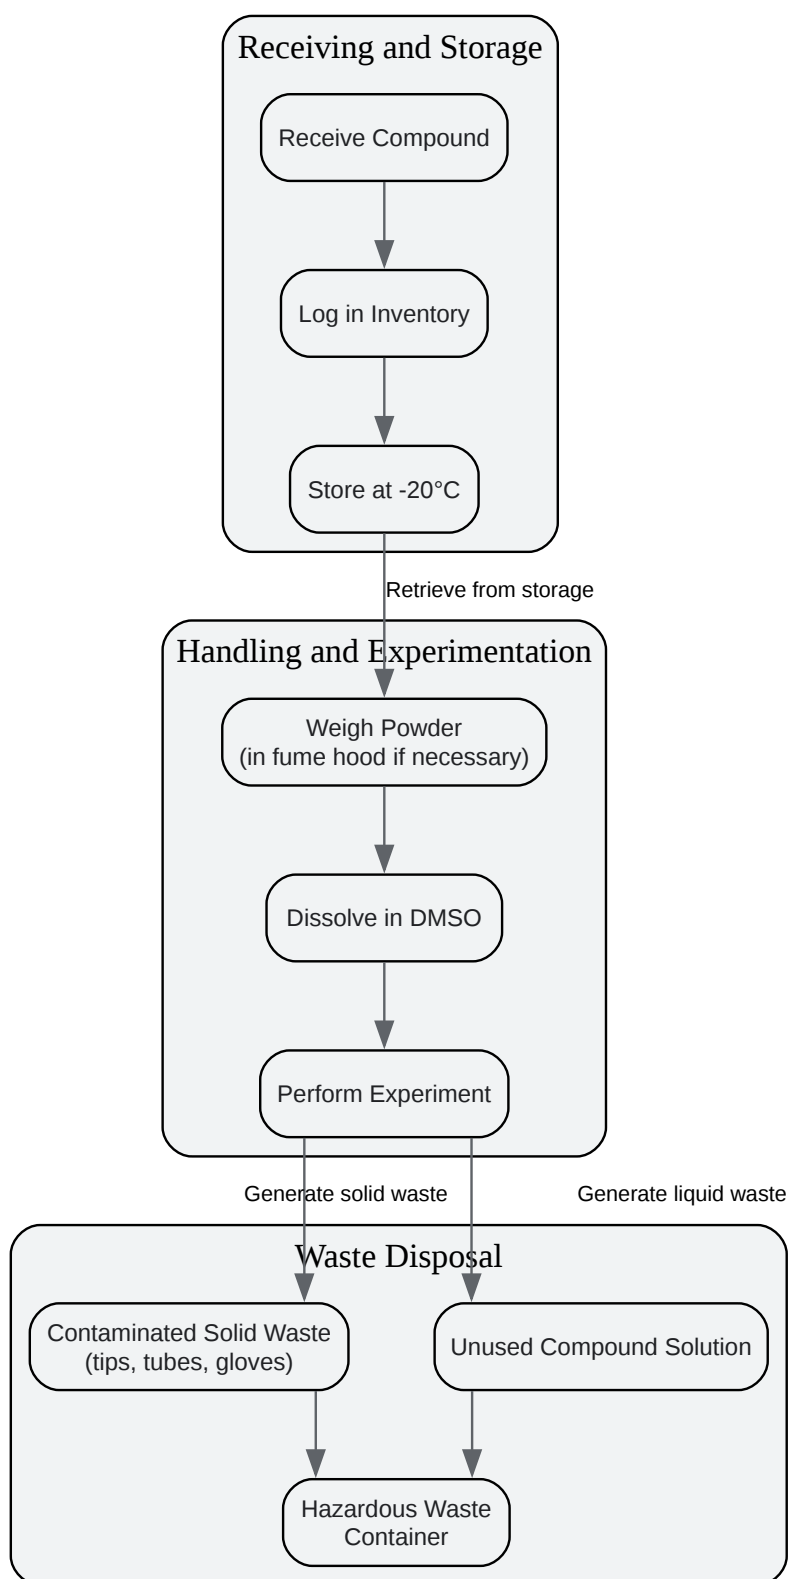 Receiving and Storage
Receive Compound
Log in Inventory
Store at -20°C
Retrieve from storage
Handling and Experimentation
Weigh Powder
(in fume hood if necessary)
Dissolve in DMSO
Perform Experiment
Generate solid waste
Generate liquid waste
Waste Disposal
Contaminated Solid Waste
(tips, tubes, gloves)
Unused Compound Solution
Hazardous Waste
Container